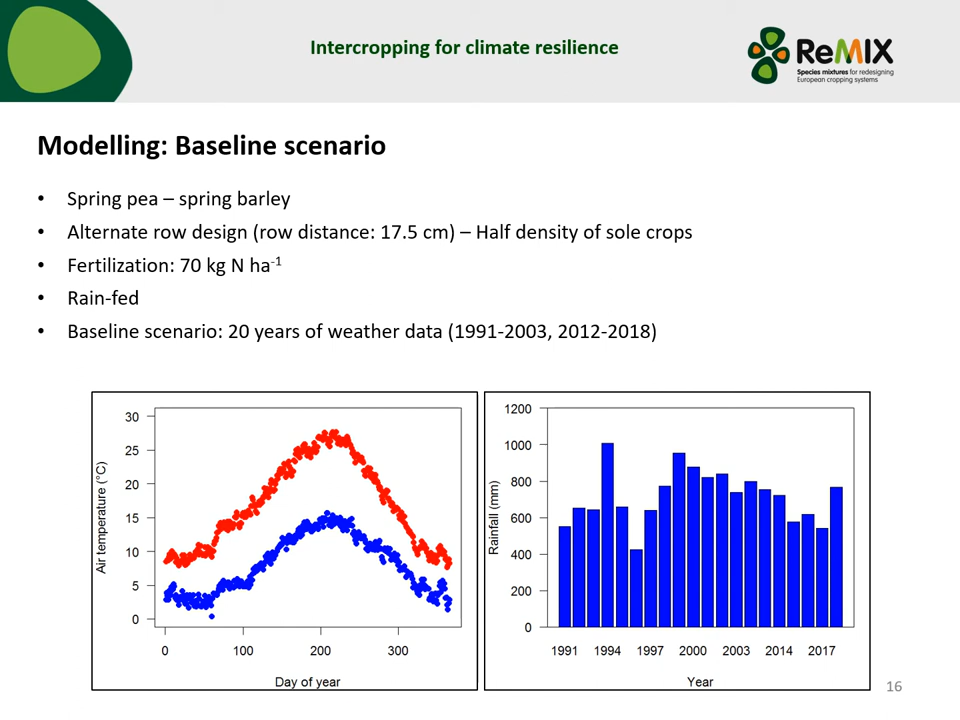 Intercropping for climate resilience
ReMIX
Species mixtures for redesigning
European cropping systems
Modelling: Baseline scenario
• Spring pea – spring barley
• Alternate row design (row distance: 17.5 cm) – Half density of sole crops
• Fertilization: 70 kg N ha-1
• Rain-fed
• Baseline scenario: 20 years of weather data (1991-2003, 2012-2018)
Air temperature (°C)
30
25
20
15
10
5
0
0 100 200 300
Day of year
Rainfall (mm)
1200
1000
800
600
400
200
0
1991 1994 1997 2000 2003 2014 2017
Year
16